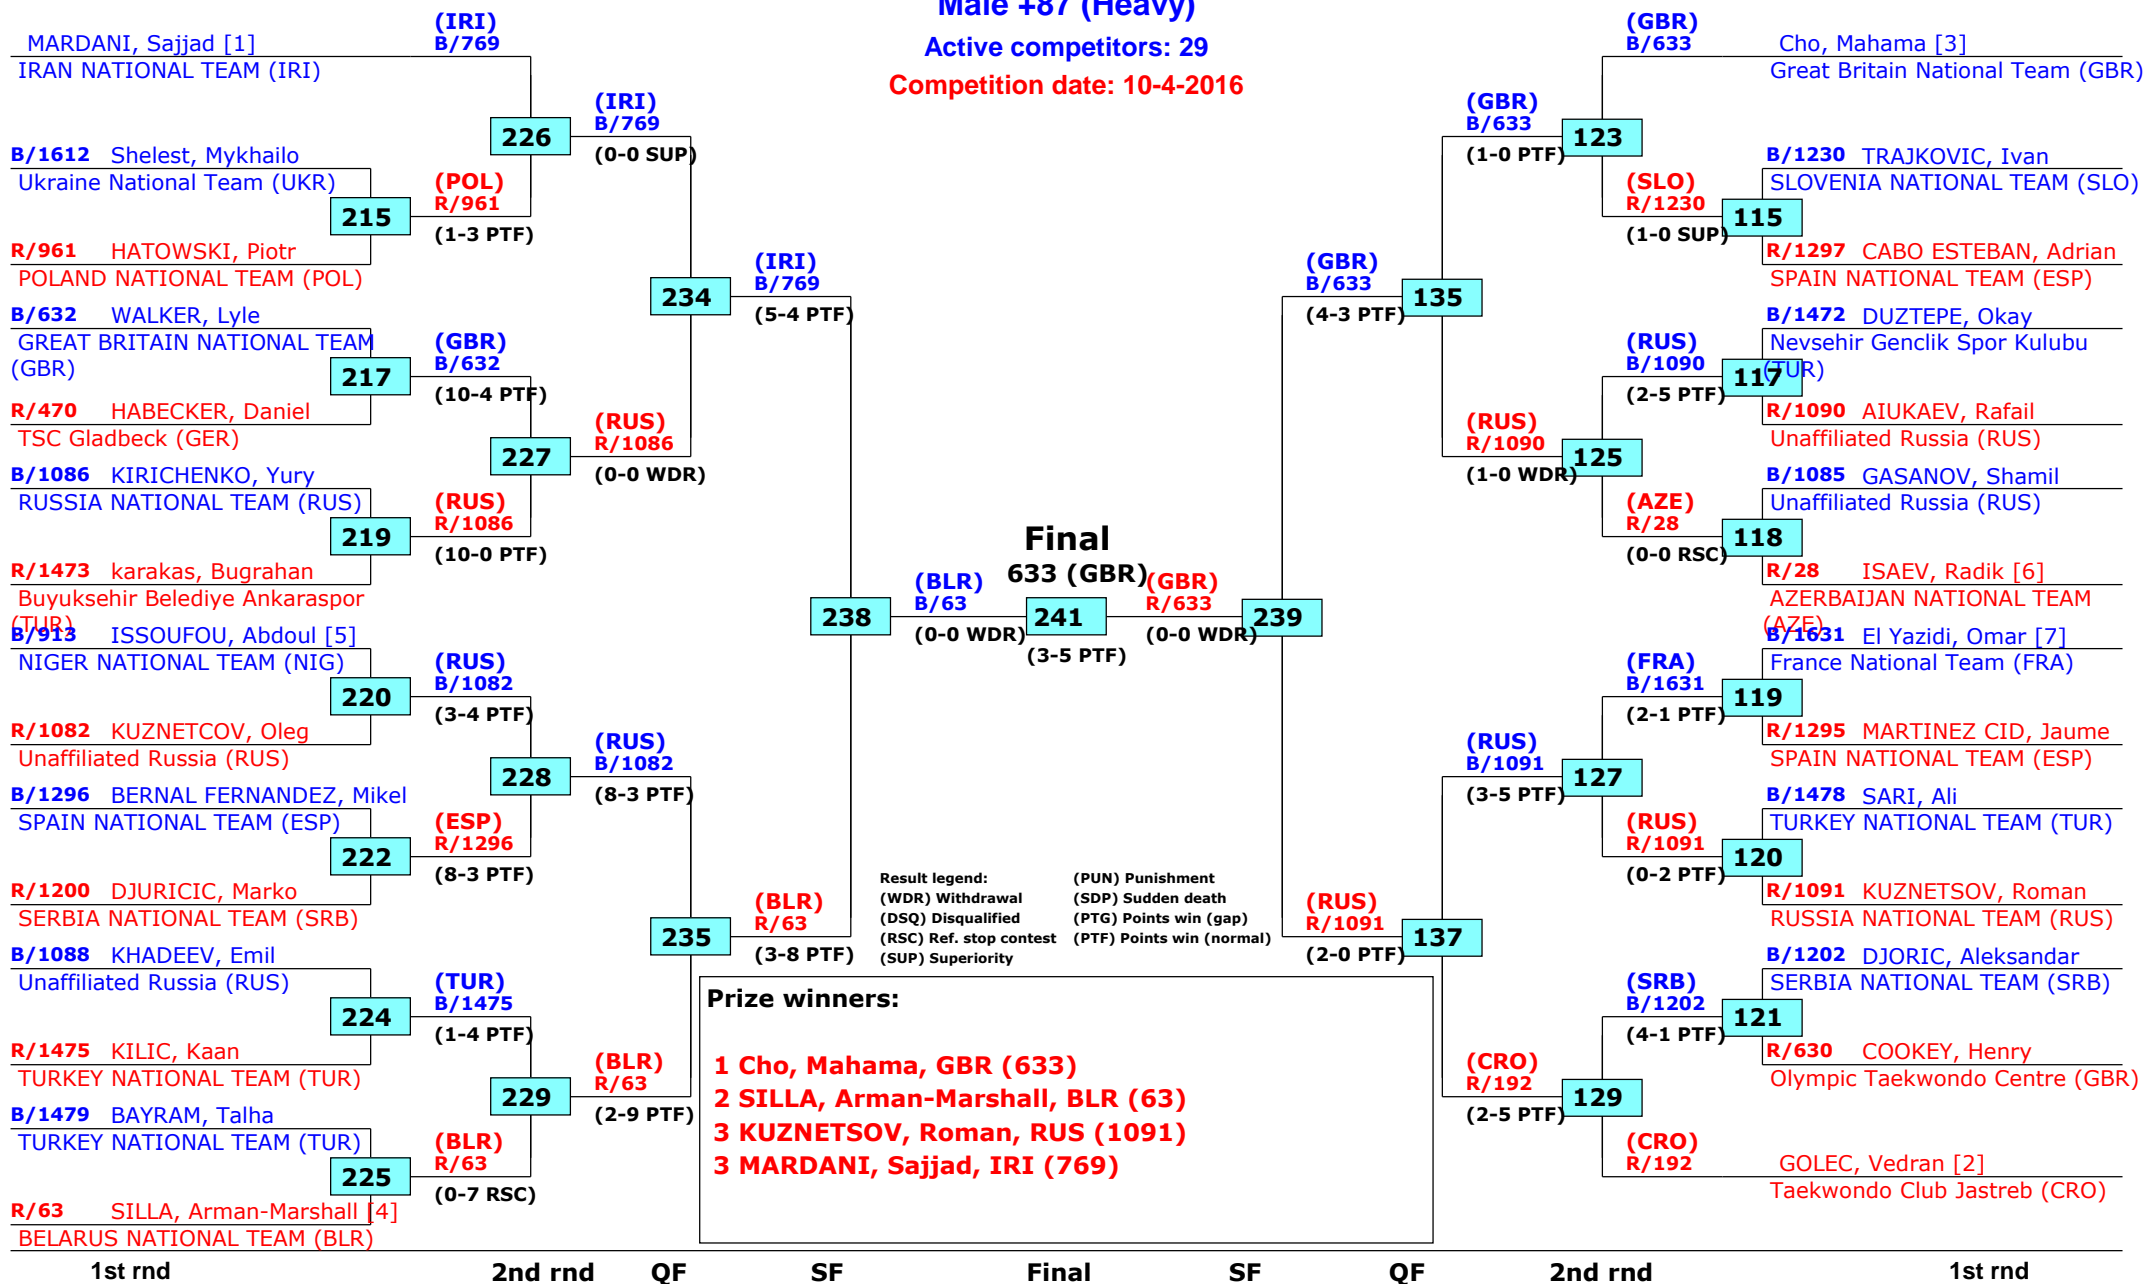 Male +87 (Heavy)
Active competitors: 29
Competition date: 10-4-2016
MARDANI, Sajjad [1]
IRAN NATIONAL TEAM (IRI)
B/1612 Shelest, Mykhailo
Ukraine National Team (UKR)
215
R/961 HATOWSKI, Piotr
POLAND NATIONAL TEAM (POL)
B/632 WALKER, Lyle
GREAT BRITAIN NATIONAL TEAM
(GBR)
217
R/470 HABECKER, Daniel
TSC Gladbeck (GER)
B/1086 KIRICHENKO, Yury
RUSSIA NATIONAL TEAM (RUS)
219
R/1473 karakas, Bugrahan
Buyuksehir Belediye Ankaraspor
(TUR)
B/913 ISSOUFOU, Abdoul [5]
NIGER NATIONAL TEAM (NIG)
220
R/1082 KUZNETCOV, Oleg
Unaffiliated Russia (RUS)
B/1296 BERNAL FERNANDEZ, Mikel
SPAIN NATIONAL TEAM (ESP)
222
R/1200 DJURICIC, Marko
SERBIA NATIONAL TEAM (SRB)
B/1088 KHADEEV, Emil
Unaffiliated Russia (RUS)
224
R/1475 KILIC, Kaan
TURKEY NATIONAL TEAM (TUR)
B/1479 BAYRAM, Talha
TURKEY NATIONAL TEAM (TUR)
225
R/63 SILLA, Arman-Marshall [4]
BELARUS NATIONAL TEAM (BLR)
(IRI)
B/769
226
(POL)
R/961
(1-3 PTF)
(GBR)
B/632
(10-4 PTF)
227
(RUS)
R/1086
(10-0 PTF)
(RUS)
B/1082
(3-4 PTF)
228
(ESP)
R/1296
(8-3 PTF)
(TUR)
B/1475
(1-4 PTF)
229
(BLR)
R/63
(0-7 RSC)
(IRI)
B/769
(0-0 SUP)
234
(RUS)
R/1086
(0-0 WDR)
(RUS)
B/1082
(8-3 PTF)
235
(BLR)
R/63
(2-9 PTF)
(IRI)
B/769
(5-4 PTF)
238
(BLR)
R/63
(3-8 PTF)
(BLR)
B/63
(0-0 WDR)
Final
633 (GBR)
241
(3-5 PTF)
(GBR)
R/633
(0-0 WDR)
239
(GBR)
B/633
(4-3 PTF)
135
(RUS)
R/1091
(2-0 PTF)
137
(GBR)
B/633
(1-0 PTF)
123
(RUS)
R/1090
(1-0 WDR)
125
(RUS)
B/1091
(3-5 PTF)
127
(CRO)
R/192
(2-5 PTF)
129
(GBR)
B/633
(SLO)
R/1230
(1-0 SUP)
(RUS)
B/1090
(2-5 PTF)
(AZE)
R/28
(0-0 RSC)
(FRA)
B/1631
(2-1 PTF)
(RUS)
R/1091
(0-2 PTF)
(SRB)
B/1202
(4-1 PTF)
(CRO)
R/192
Cho, Mahama [3]
Great Britain National Team (GBR)
B/1230 TRAJKOVIC, Ivan
SLOVENIA NATIONAL TEAM (SLO)
115
R/1297 CABO ESTEBAN, Adrian
SPAIN NATIONAL TEAM (ESP)
B/1472 DUZTEPE, Okay
Nevsehir Genclik Spor Kulubu
(TUR)
117
R/1090 AIUKAEV, Rafail
Unaffiliated Russia (RUS)
B/1085 GASANOV, Shamil
Unaffiliated Russia (RUS)
118
R/28 ISAEV, Radik [6]
AZERBAIJAN NATIONAL TEAM
(AZE)
B/1631 El Yazidi, Omar [7]
France National Team (FRA)
119
R/1295 MARTINEZ CID, Jaume
SPAIN NATIONAL TEAM (ESP)
B/1478 SARI, Ali
TURKEY NATIONAL TEAM (TUR)
120
R/1091 KUZNETSOV, Roman
RUSSIA NATIONAL TEAM (RUS)
B/1202 DJORIC, Aleksandar
SERBIA NATIONAL TEAM (SRB)
121
R/630 COOKEY, Henry
Olympic Taekwondo Centre (GBR)
GOLEC, Vedran [2]
Taekwondo Club Jastreb (CRO)
Result legend:
(WDR) Withdrawal
(DSQ) Disqualified
(RSC) Ref. stop contest
(SUP) Superiority
(PUN) Punishment
(SDP) Sudden death
(PTG) Points win (gap)
(PTF) Points win (normal)
Prize winners:
1 Cho, Mahama, GBR (633)
2 SILLA, Arman-Marshall, BLR (63)
3 KUZNETSOV, Roman, RUS (1091)
3 MARDANI, Sajjad, IRI (769)
1st rnd 2nd rnd QF SF Final SF QF 2nd rnd 1st rnd